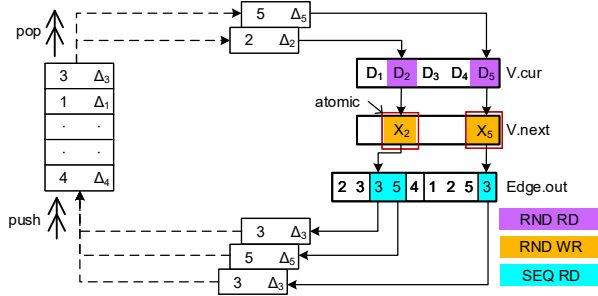 pop
5 Δ5
2 Δ2
3 Δ3
1 Δ1
. .
. .
4 Δ4
push
D1 D2 D3 D4 D5 V.cur
atomic
X2 X5 V.next
2 3 3 5 4 1 2 5 3 Edge.out
3 Δ3
5 Δ5
3 Δ3
RND RD
RND WR
SEQ RD